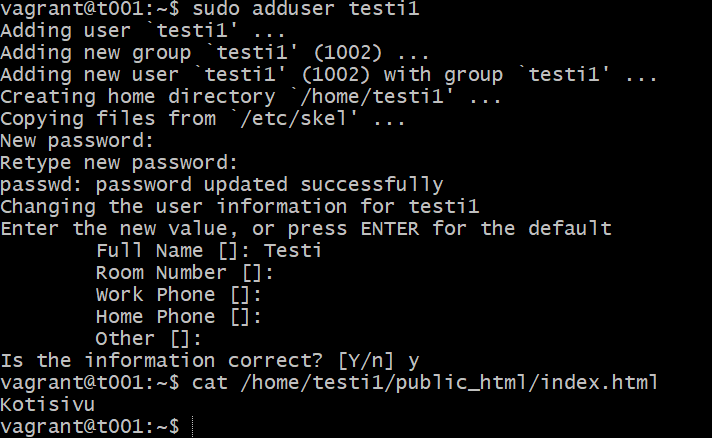 vagrant@t001:~$ sudo adduser testi1
Adding user `testi1' ...
Adding new group `testi1' (1002) ...
Adding new user `testi1' (1002) with group `testi1' ...
Creating home directory `/home/testi1' ...
Copying files from `/etc/skel' ...
New password:
Retype new password:
passwd: password updated successfully
Changing the user information for testi1
Enter the new value, or press ENTER for the default
        Full Name []: Testi
        Room Number []:
        Work Phone []:
        Home Phone []:
        Other []:
Is the information correct? [Y/n] y
vagrant@t001:~$ cat /home/testi1/public_html/index.html
Kotisivu
vagrant@t001:~$